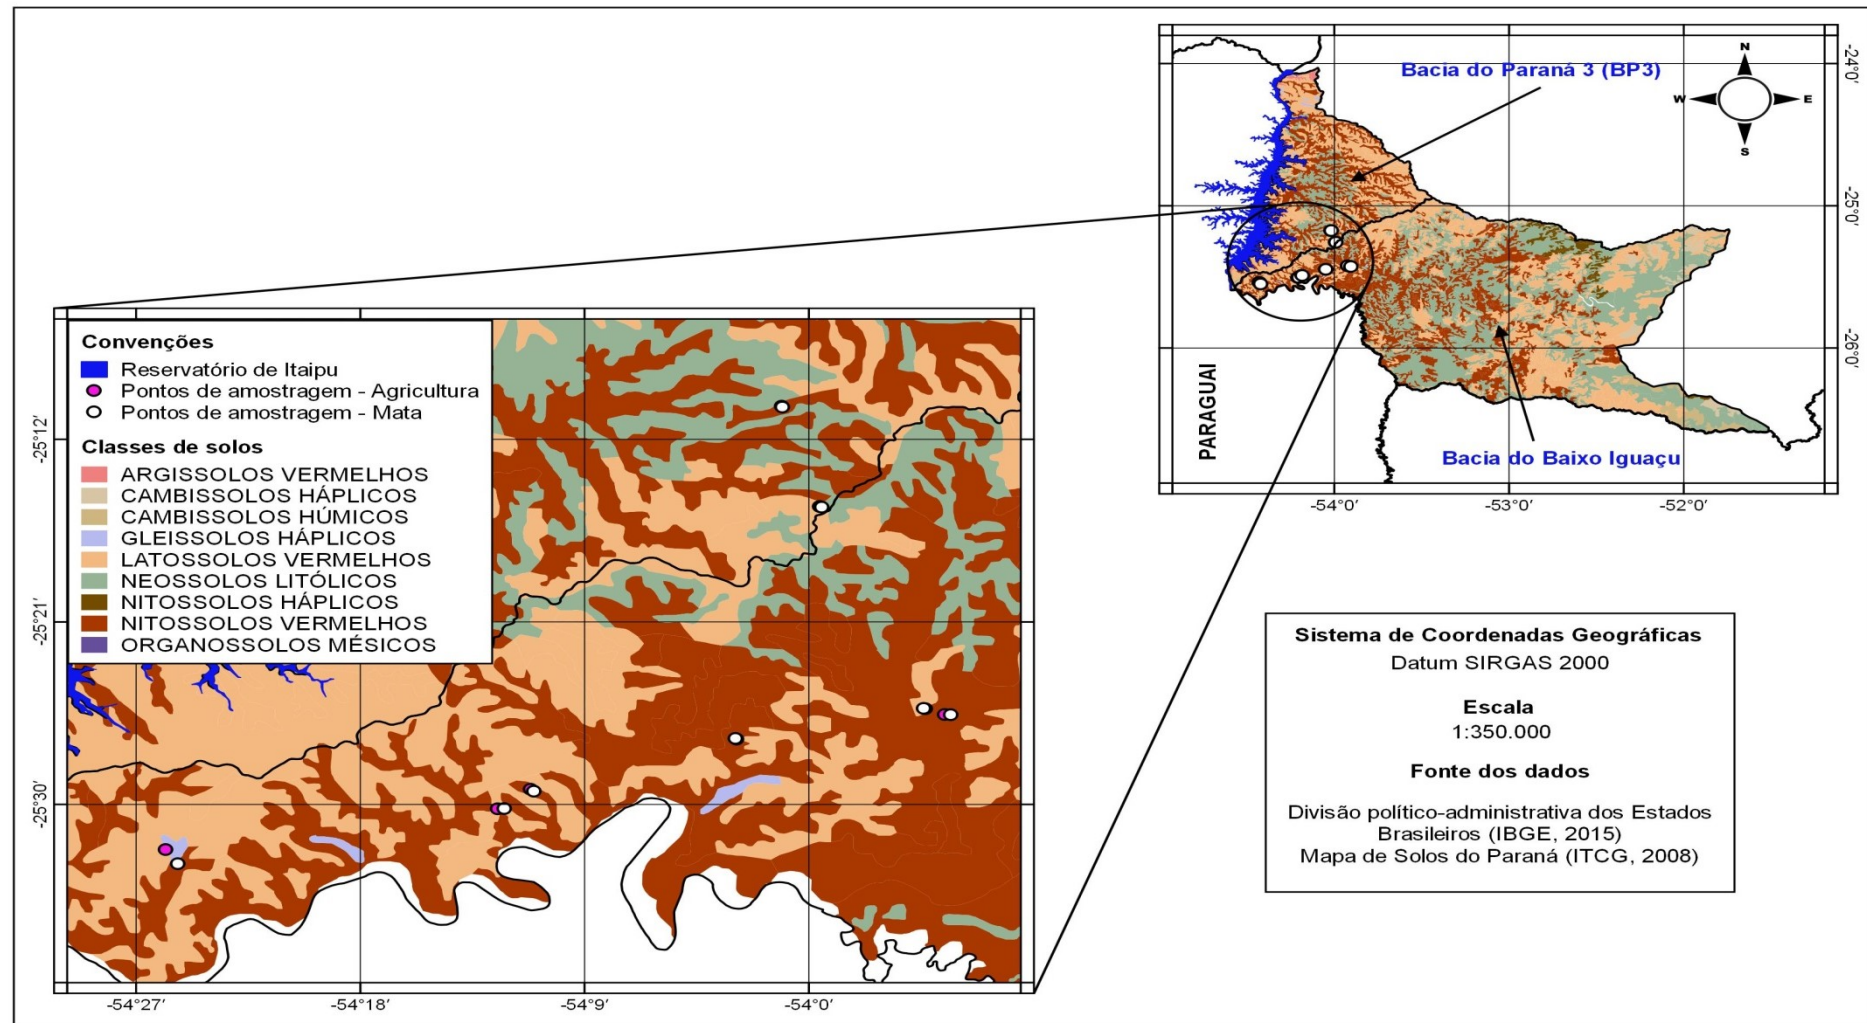 Bacia do Paraná 3 (BP3)
N
W
E
S
-24°0′
-25°0′
-26°0′
PARAGUAI
Bacia do Baixo Iguaçu
-54°0′
-53°0′
-52°0′
Convenções
Reservatório de Itaipu
Pontos de amostragem - Agricultura
Pontos de amostragem - Mata
Classes de solos
ARGISSOLOS VERMELHOS
CAMBISSOLOS HÁPLICOS
CAMBISSOLOS HÚMICOS
GLEISSOLOS HÁPLICOS
LATOSSOLOS VERMELHOS
NEOSSOLOS LITÓLICOS
NITOSSOLOS HÁPLICOS
NITOSSOLOS VERMELHOS
ORGANOSSOLOS MÉSICOS
-25°12′
-25°21′
-25°30′
-54°27′
-54°18′
-54°9′
-54°0′
Sistema de Coordenadas Geográficas
Datum SIRGAS 2000
Escala
1:350.000
Fonte dos dados
Divisão político-administrativa dos Estados
Brasileiros (IBGE, 2015)
Mapa de Solos do Paraná (ITCG, 2008)